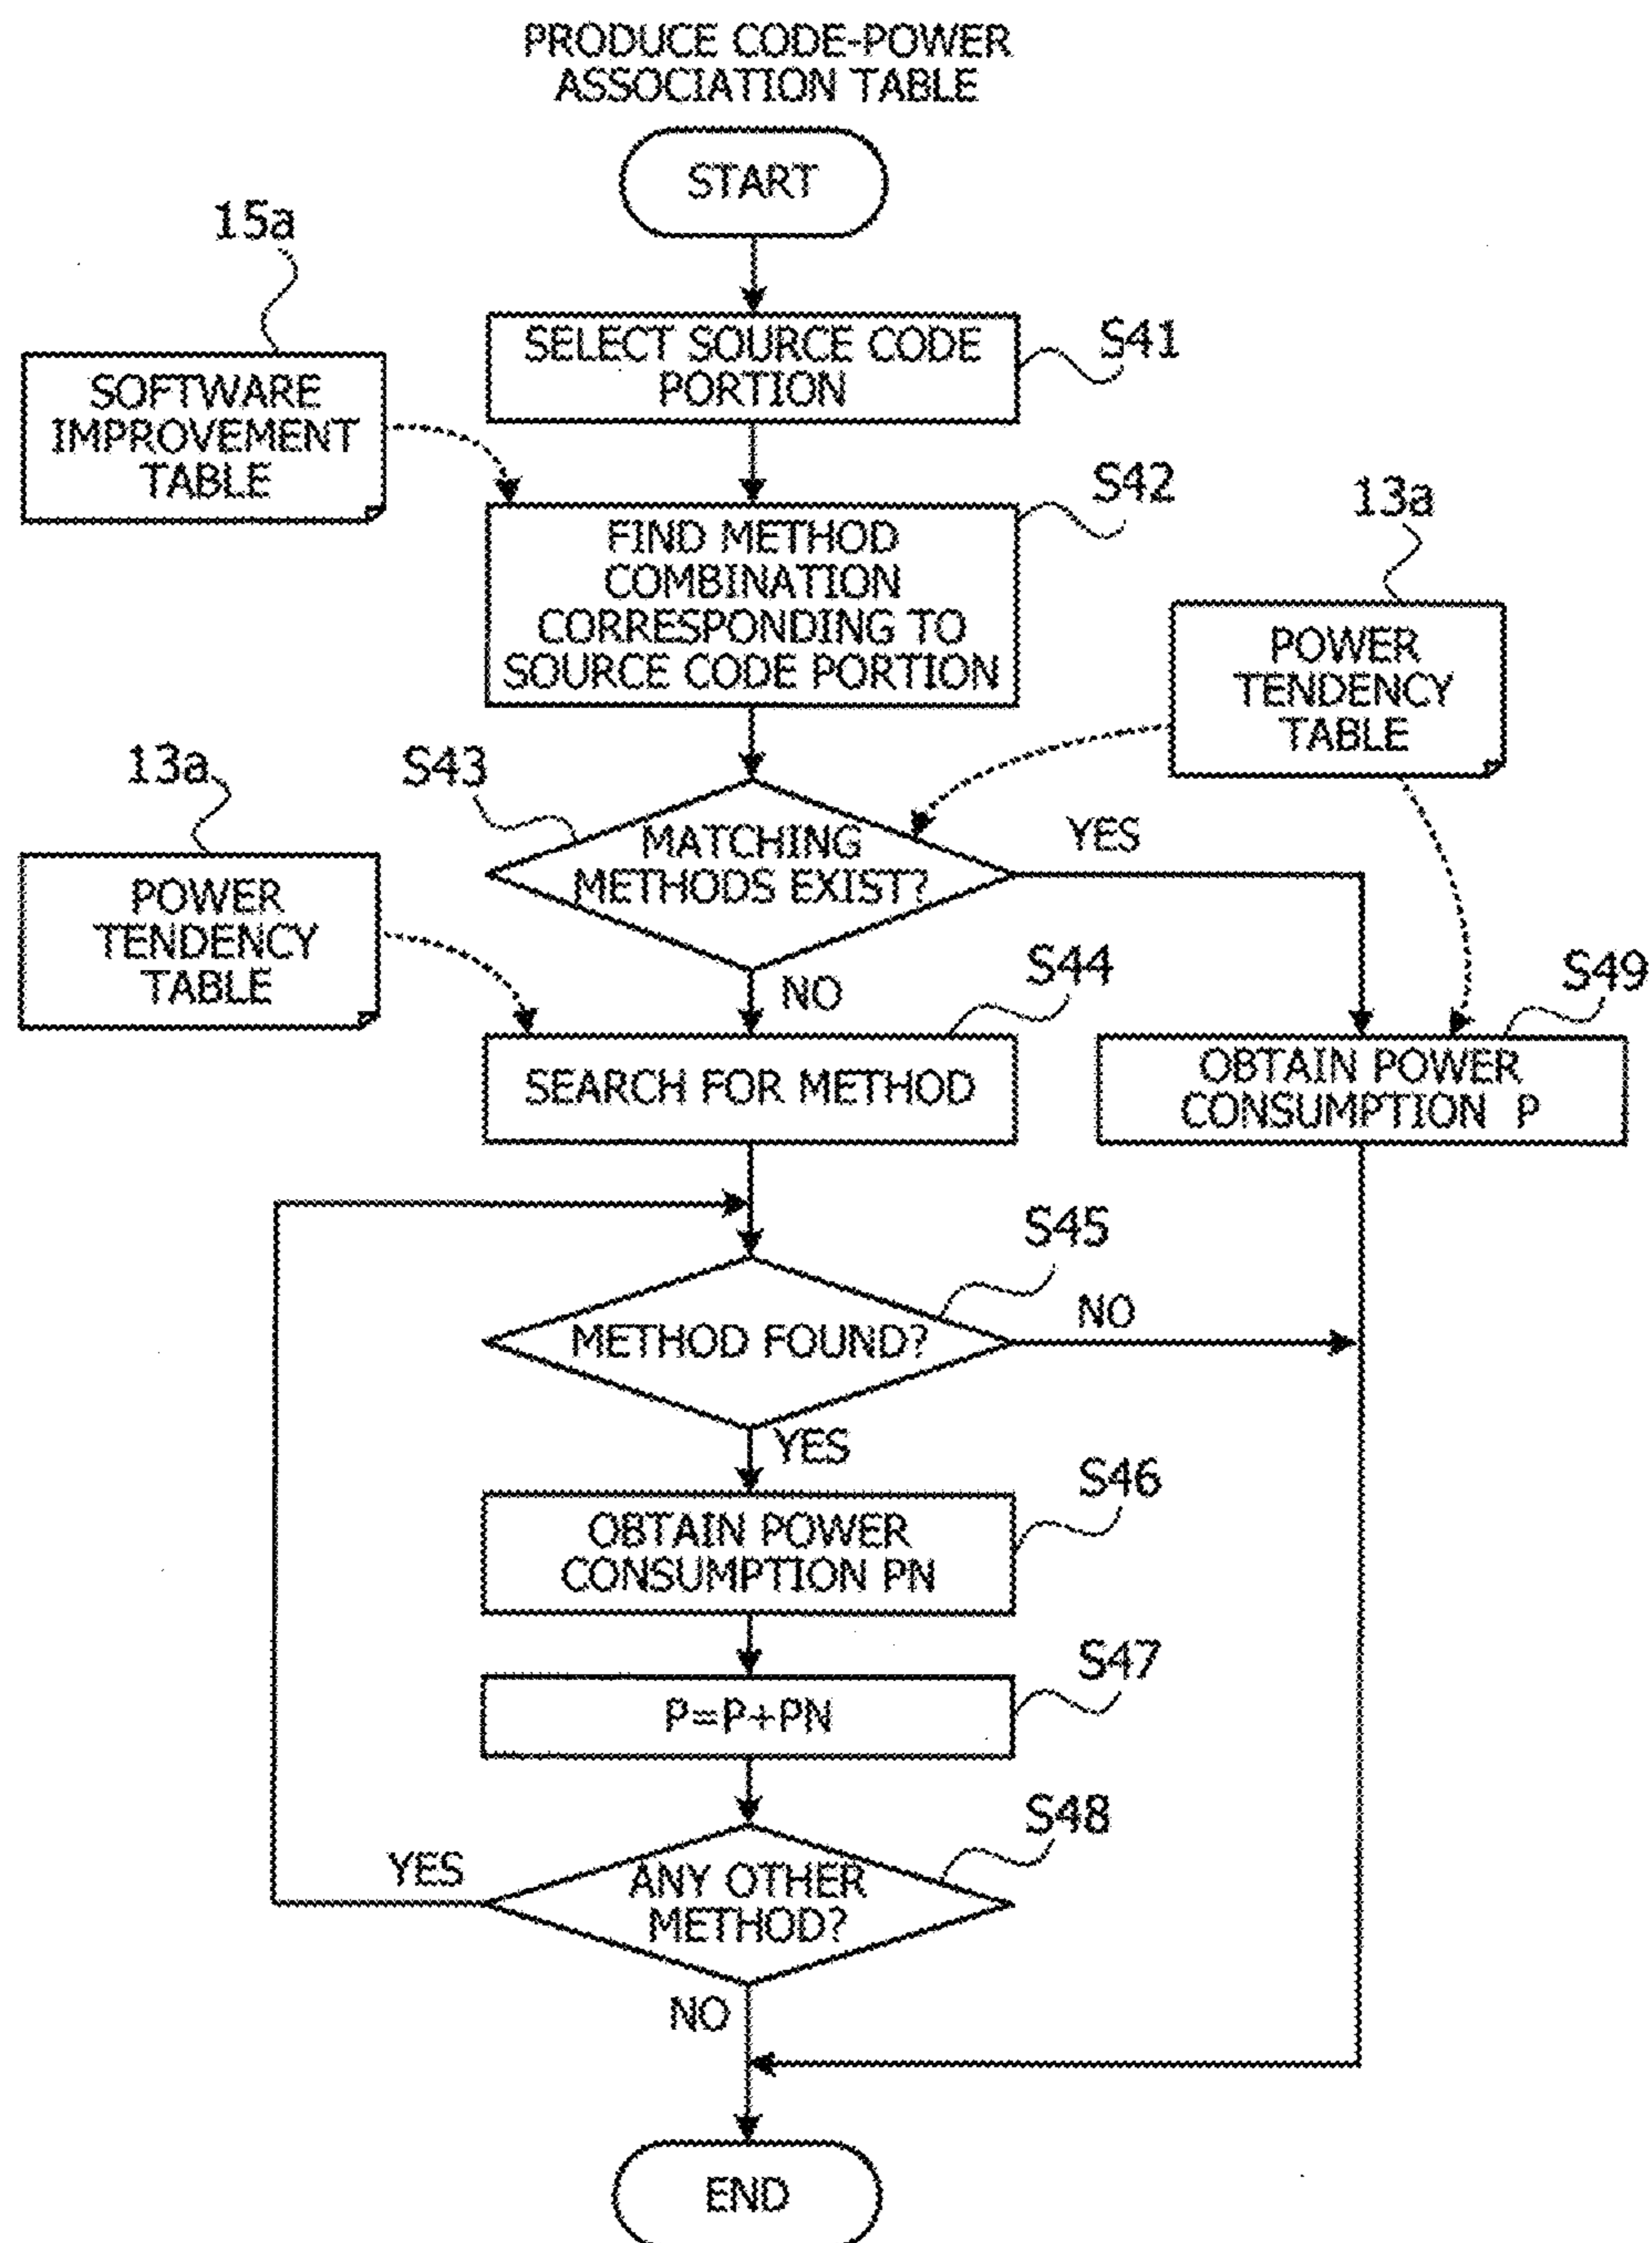 PRODUCE CODE-POWER
ASSOCIATION TABLE
START
15a
SELECT SOURCE CODE
PORTION
S41
SOFTWARE
IMPROVEMENT
TABLE
S42
FIND METHOD
COMBINATION
CORRESPONDING TO
SOURCE CODE PORTION
13a
POWER
TENDENCY
TABLE
13a
S43
MATCHING
METHODS EXIST?
YES
POWER
TENDENCY
TABLE
NO
S44
S49
SEARCH FOR METHOD
OBTAIN POWER
CONSUMPTION P
S45
METHOD FOUND?
NO
YES
S46
OBTAIN POWER
CONSUMPTION PN
S47
P=P+PN
S48
YES
ANY OTHER
METHOD?
NO
END